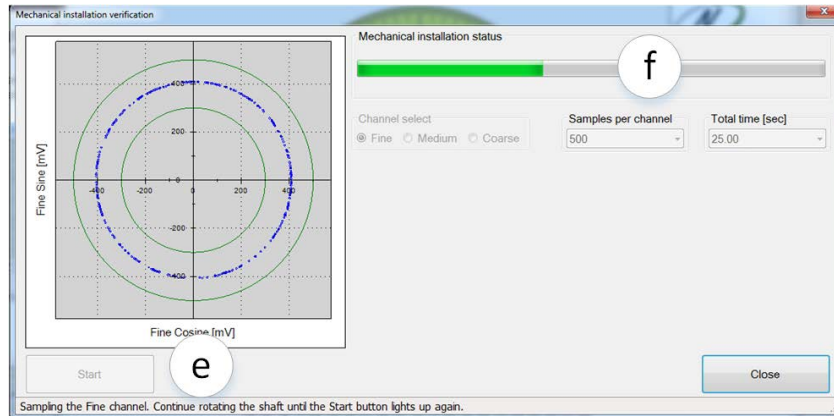 Mechanical installation verification
Mechanical installation status
f
Channel select
Fine Medium Coarse
Samples per channel
500
Total time [sec]
25.00
Fine Sine [mV]
400
200
-400 -200 0 200 400
-200
-400
Fine Cosine [mV]
Start
e
Close
Sampling the Fine channel. Continue rotating the shaft until the Start button lights up again.